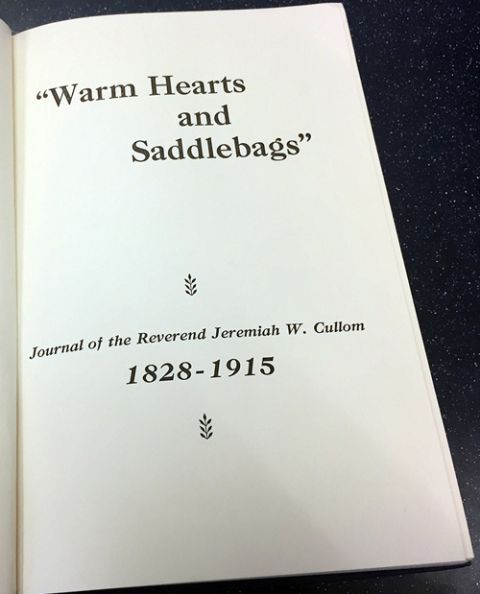 “Warm Hearts
and
Saddlebags”
Journal of the Reverend Jeremiah W. Cullom
1828-1915